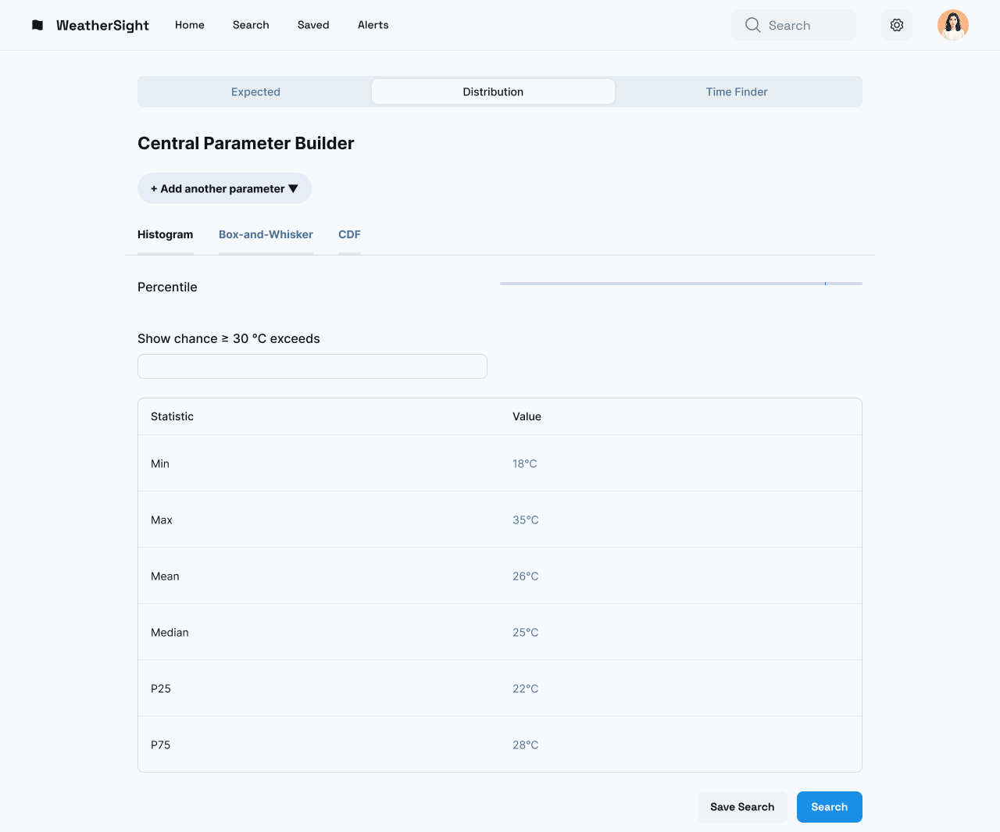 WeatherSight Home Search Saved Alerts Search
Expected Distribution Time Finder
Central Parameter Builder
+ Add another parameter ▼
Histogram Box-and-Whisker CDF
Percentile
Show chance ≥ 30 °C exceeds
Statistic Value
Min 18°C
Max 35°C
Mean 26°C
Median 25°C
P25 22°C
P75 28°C
Save Search Search